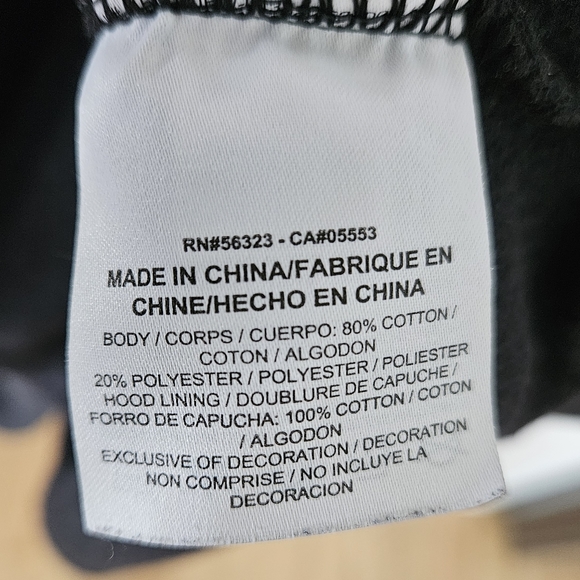 RN#56323 - CA#05553
MADE IN CHINA/FABRIQUE EN
CHINE/HECHO EN CHINA
BODY / CORPS / CUERPO: 80% COTTON /
COTON / ALGODON
20% POLYESTER / POLYESTER / POLIESTER
HOOD LINING / DOUBLURE DE CAPUCHE /
FORRO DE CAPUCHA: 100% COTTON / COTON
/ ALGODON
EXCLUSIVE OF DECORATION / DECORATION
NON COMPRISE / NO INCLUYE LA
DECORACION